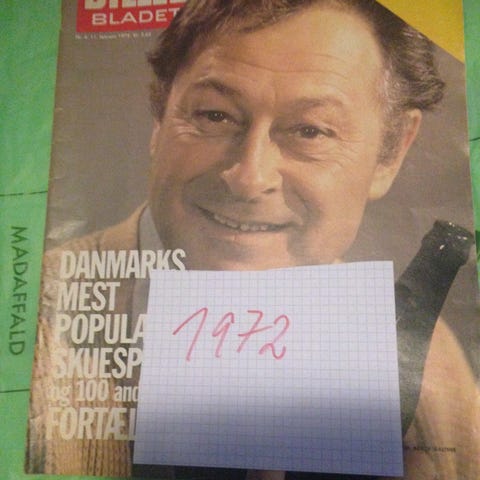 BLADET
DANMARKS
MEST
POPULA
SKUESP
og 100 and
FORTÆL
1972
MADAFFALD